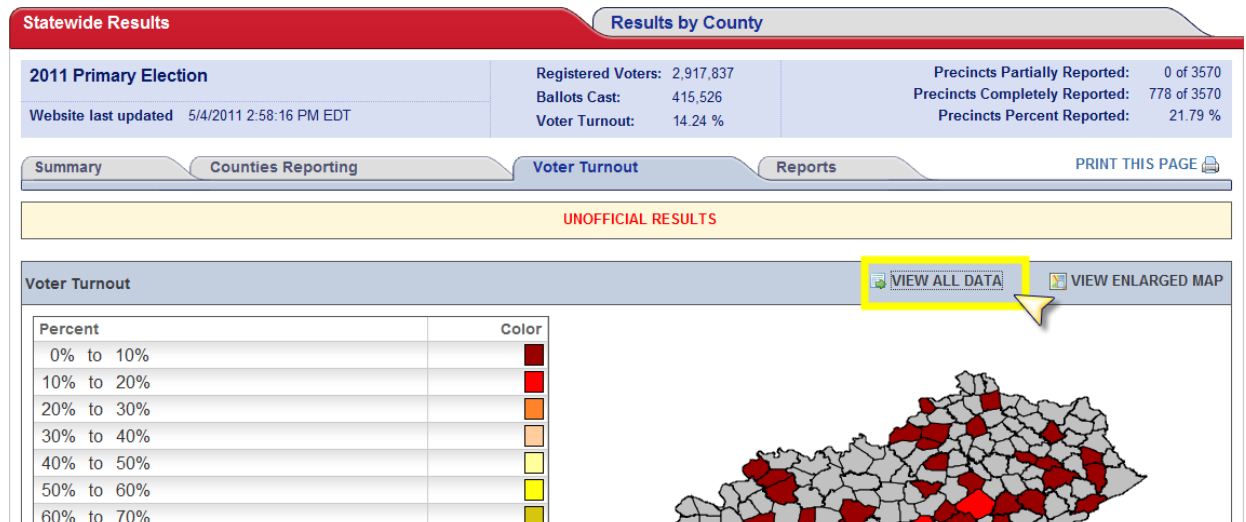 Statewide Results
Results by County
2011 Primary Election
Website last updated 5/4/2011 2:58:16 PM EDT
Registered Voters: 2,917,837
Ballots Cast: 415,526
Voter Turnout: 14.24 %
Precincts Partially Reported: 0 of 3570
Precincts Completely Reported: 778 of 3570
Precincts Percent Reported: 21.79 %
Summary
Counties Reporting
Voter Turnout
Reports
PRINT THIS PAGE
UNOFFICIAL RESULTS
Voter Turnout
VIEW ALL DATA
VIEW ENLARGED MAP
Percent Color
0% to 10%
10% to 20%
20% to 30%
30% to 40%
40% to 50%
50% to 60%
60% to 70%